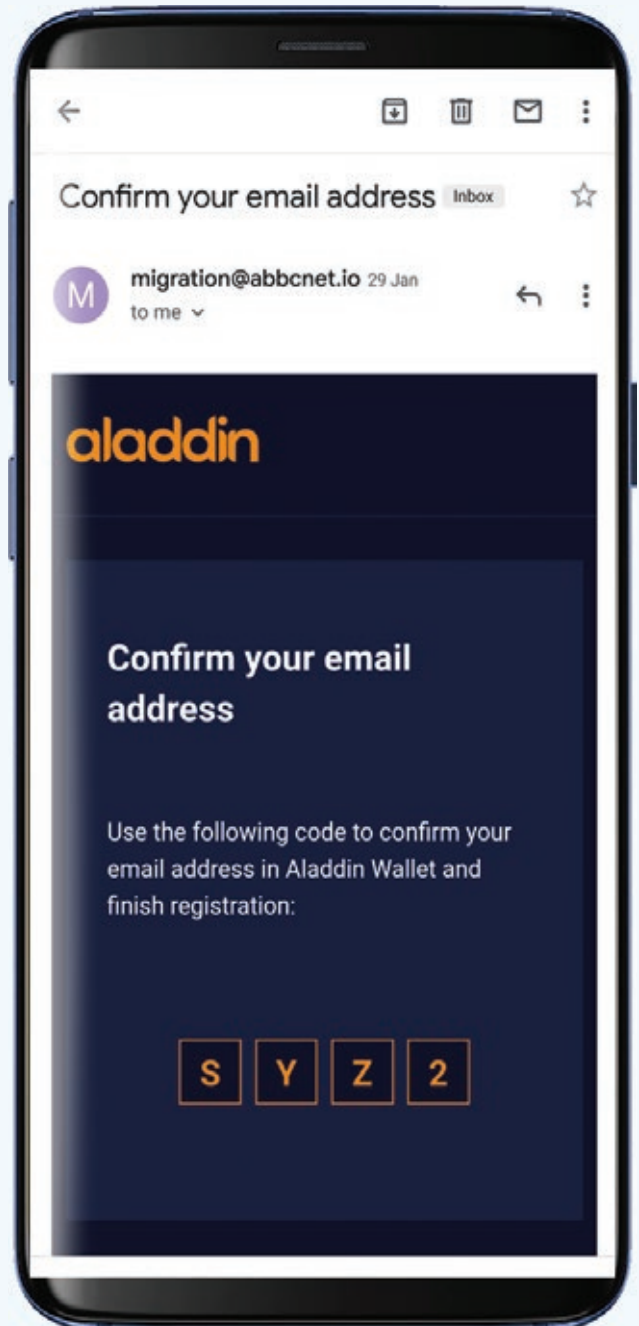 Confirm your email address Inbox
M
migration@abbcnet.io 29 Jan
to me
aladdin
Confirm your email
address
Use the following code to confirm your
email address in Aladdin Wallet and
finish registration:
S Y Z 2